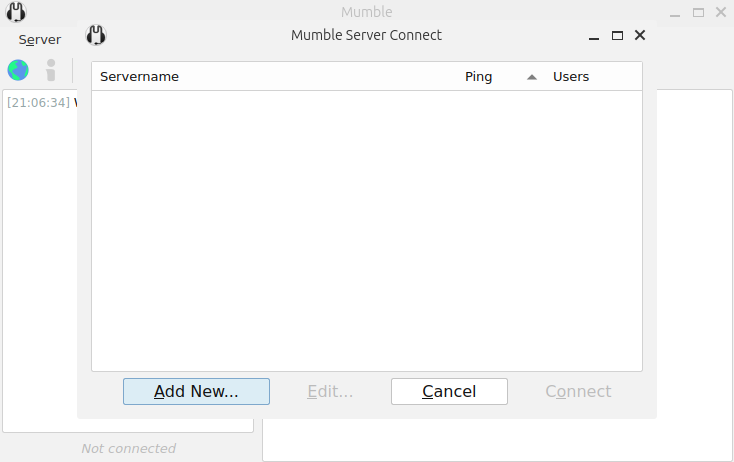 Mumble
Mumble Server Connect
Server
Servername Ping Users
[21:06:34]
Add New... Edit... Cancel Connect
Not connected